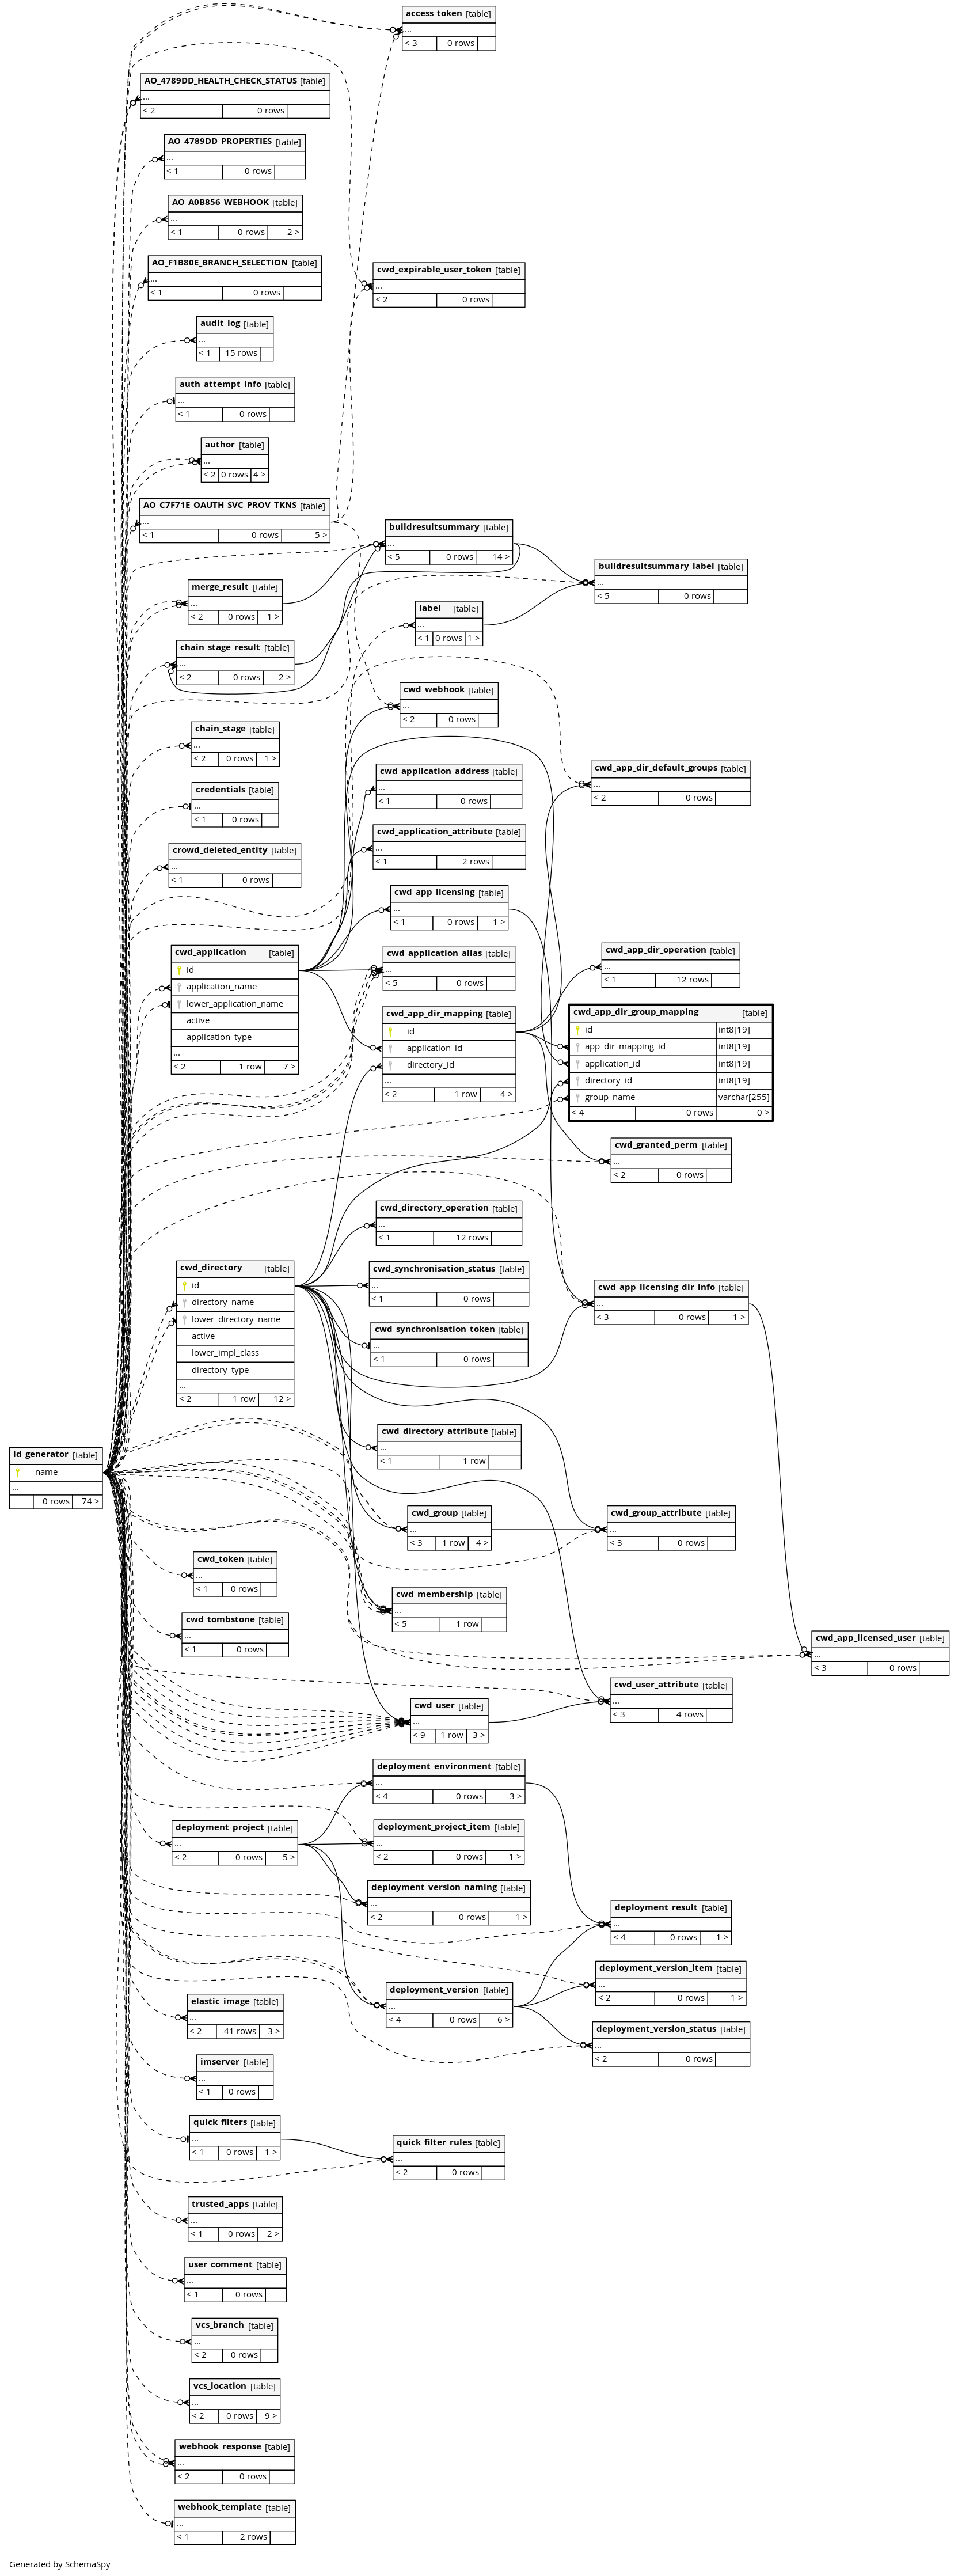 access_token [table]
...
< 3 0 rows
AO_4789DD_HEALTH_CHECK_STATUS [table]
...
< 2 0 rows
AO_4789DD_PROPERTIES [table]
...
< 1 0 rows
AO_A0B856_WEBHOOK [table]
...
< 1 0 rows 2 >
AO_F1B80E_BRANCH_SELECTION [table]
...
< 1 0 rows
cwd_expirable_user_token [table]
...
< 2 0 rows
audit_log [table]
...
< 1 15 rows
auth_attempt_info [table]
...
< 1 0 rows
author [table]
...
< 2 0 rows 4 >
AO_C7F71E_OAUTH_SVC_PROV_TKNS [table]
...
< 1 0 rows 5 >
buildresultsummary [table]
...
< 5 0 rows 14 >
buildresultsummary_label [table]
...
< 5 0 rows
merge_result [table]
...
< 2 0 rows 1 >
label [table]
...
< 1 0 rows 1 >
chain_stage_result [table]
...
< 2 0 rows 2 >
cwd_webhook [table]
...
< 2 0 rows
chain_stage [table]
...
< 2 0 rows 1 >
cwd_application_address [table]
...
< 1 0 rows
cwd_app_dir_default_groups [table]
...
< 2 0 rows
credentials [table]
...
< 1 0 rows
cwd_application_attribute [table]
...
< 1 2 rows
crowd_deleted_entity [table]
...
< 1 0 rows
cwd_app_licensing [table]
...
< 1 0 rows 1 >
cwd_application [table]
id
application_name
lower_application_name
active
application_type
...
< 2 1 row 7 >
cwd_application_alias [table]
...
< 5 0 rows
cwd_app_dir_operation [table]
...
< 1 12 rows
cwd_app_dir_mapping [table]
id
application_id
directory_id
...
< 2 1 row 4 >
cwd_app_dir_group_mapping [table]
id int8[19]
app_dir_mapping_id int8[19]
application_id int8[19]
directory_id int8[19]
group_name varchar[255]
< 4 0 rows 0 >
cwd_granted_perm [table]
...
< 2 0 rows
cwd_directory_operation [table]
...
< 1 12 rows
cwd_directory [table]
id
directory_name
lower_directory_name
active
lower_impl_class
directory_type
...
< 2 1 row 12 >
cwd_synchronisation_status [table]
...
< 1 0 rows
cwd_app_licensing_dir_info [table]
...
< 3 0 rows 1 >
cwd_synchronisation_token [table]
...
< 1 0 rows
cwd_directory_attribute [table]
...
< 1 1 row
id_generator [table]
name
...
0 rows 74 >
cwd_group [table]
...
< 3 1 row 4 >
cwd_group_attribute [table]
...
< 3 0 rows
cwd_token [table]
...
< 1 0 rows
cwd_membership [table]
...
< 5 1 row
cwd_tombstone [table]
...
< 1 0 rows
cwd_app_licensed_user [table]
...
< 3 0 rows
cwd_user_attribute [table]
...
< 3 4 rows
cwd_user [table]
...
< 9 1 row 3 >
deployment_environment [table]
...
< 4 0 rows 3 >
deployment_project [table]
...
< 2 0 rows 5 >
deployment_project_item [table]
...
< 2 0 rows 1 >
deployment_version_naming [table]
...
< 2 0 rows 1 >
deployment_result [table]
...
< 4 0 rows 1 >
deployment_version_item [table]
...
< 2 0 rows 1 >
deployment_version [table]
...
< 4 0 rows 6 >
elastic_image [table]
...
< 2 41 rows 3 >
deployment_version_status [table]
...
< 2 0 rows
imserver [table]
...
< 1 0 rows
quick_filters [table]
...
< 1 0 rows 1 >
quick_filter_rules [table]
...
< 2 0 rows
trusted_apps [table]
...
< 1 0 rows 2 >
user_comment [table]
...
< 1 0 rows
vcs_branch [table]
...
< 2 0 rows
vcs_location [table]
...
< 2 0 rows 9 >
webhook_response [table]
...
< 2 0 rows
webhook_template [table]
...
< 1 2 rows
Generated by SchemaSpy